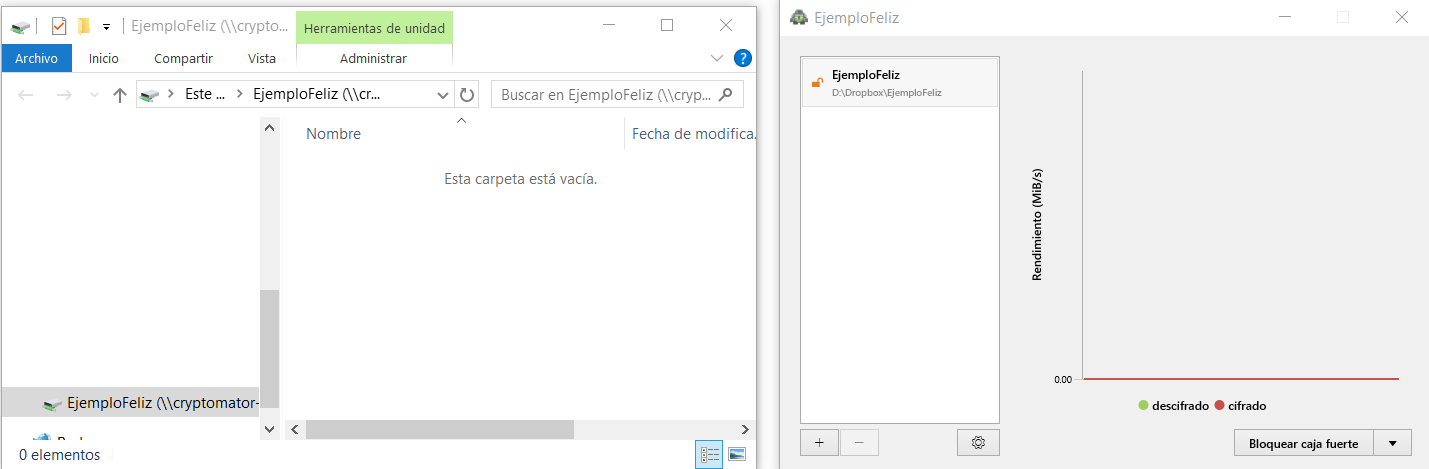 EjemploFeliz (\\crypto...
Herramientas de unidad
Archivo
Inicio
Compartir
Vista
Administrar
Este ...
EjemploFeliz (\\cr...
Buscar en EjemploFeliz (\\cryp...
Nombre
Fecha de modifica.
Esta carpeta está vacía.
EjemploFeliz (\\cryptomator-
0 elementos
EjemploFeliz
EjemploFeliz
D:\Dropbox\EjemploFeliz
Rendimiento (MiB/s)
0.00
descifrado
cifrado
Bloquear caja fuerte